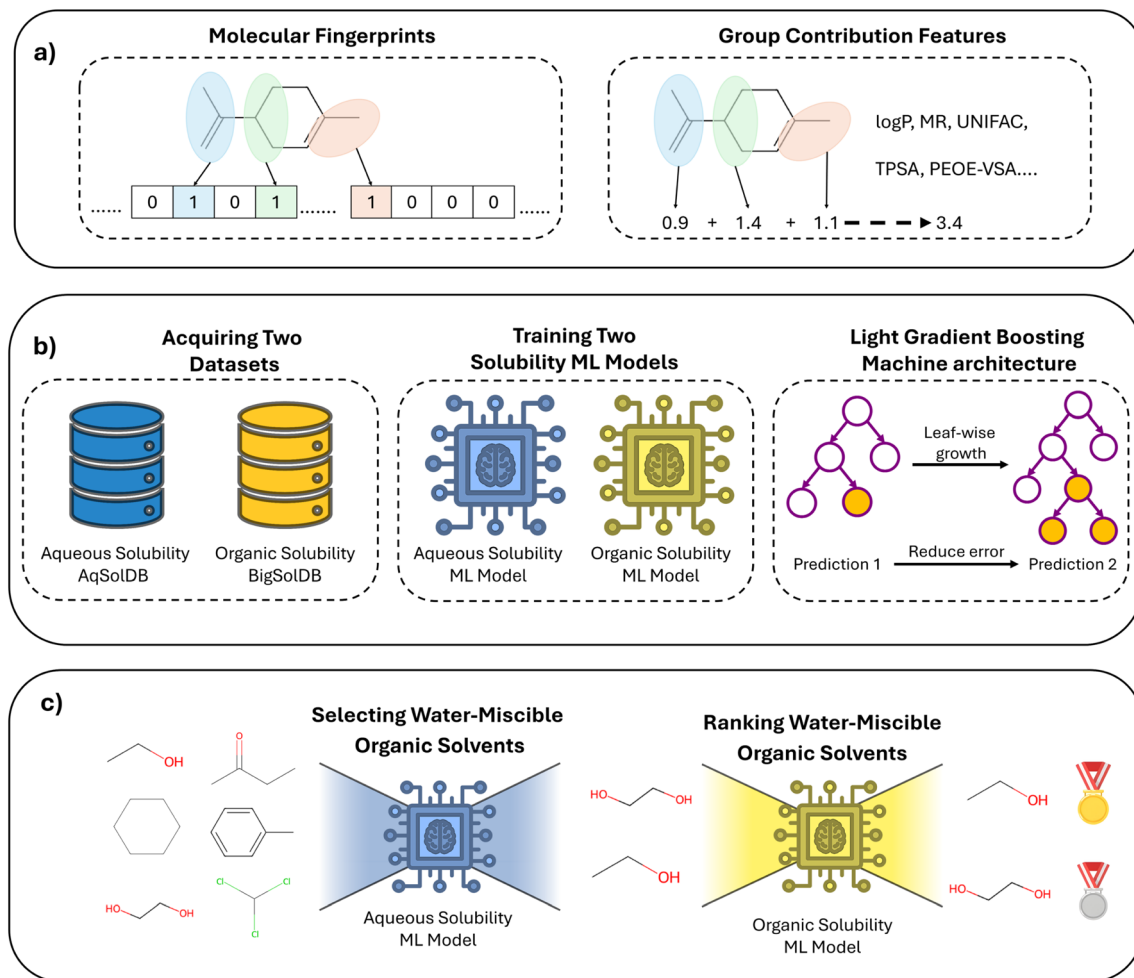 a)
Molecular Fingerprints
...... 0 1 0 1 ....... 1 0 0 0 ......
Group Contribution Features
logP, MR, UNIFAC,
TPSA, PEOE-VSA....
0.9 + 1.4 + 1.1 3.4
b)
Acquiring Two
Datasets
Aqueous Solubility
AqSolDB
Organic Solubility
BigSolDB
Training Two
Solubility ML Models
Aqueous Solubility
ML Model
Organic Solubility
ML Model
Light Gradient Boosting
Machine architecture
Leaf-wise
growth
Prediction 1
Reduce error
Prediction 2
c)
OH
O
HO
OH
Cl
Cl
Cl
Selecting Water-Miscible
Organic Solvents
Aqueous Solubility
ML Model
HO
OH
OH
Ranking Water-Miscible
Organic Solvents
Organic Solubility
ML Model
OH
HO
OH